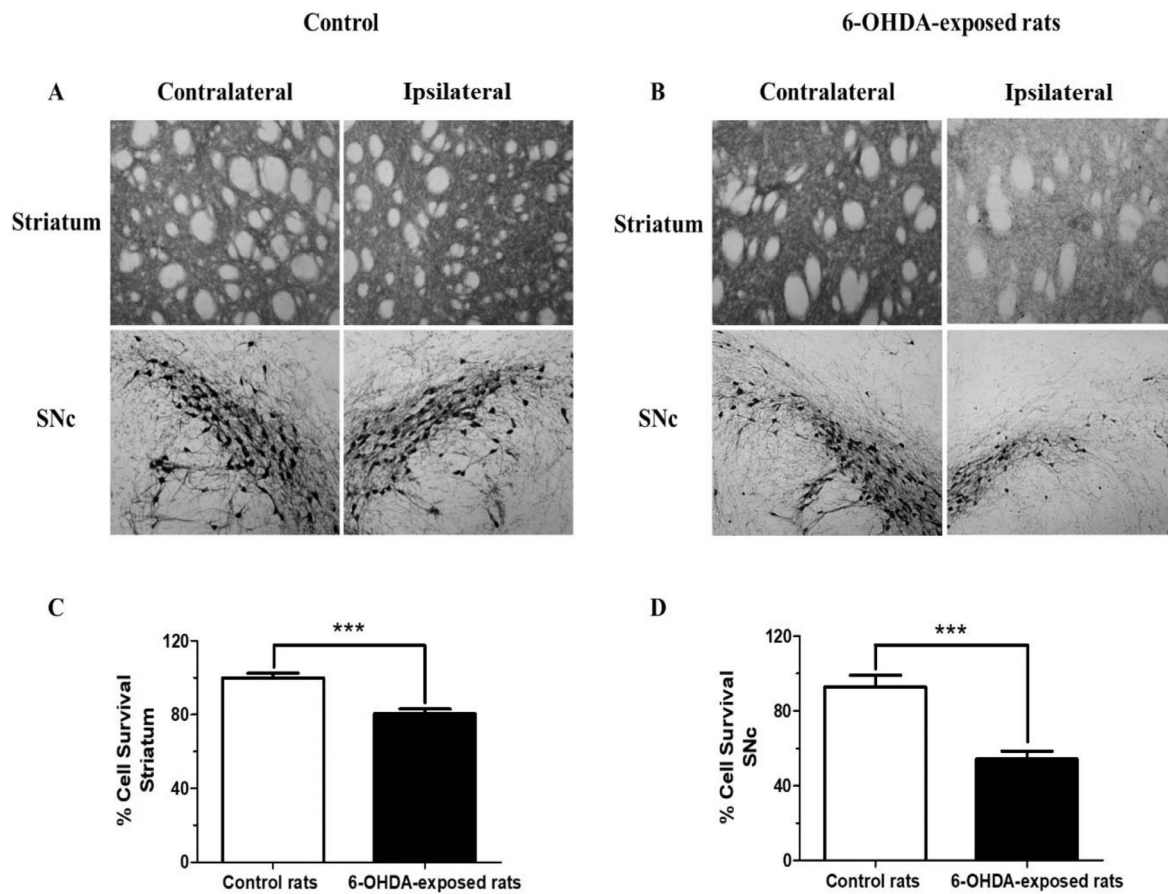 Control
6-OHDA-exposed rats
A
Contralateral
Ipsilateral
B
Contralateral
Ipsilateral
Striatum
Striatum
SNc
SNc
C
***
120
80
40
0
% Cell Survival
Striatum
Control rats
6-OHDA-exposed rats
D
***
120
80
40
0
% Cell Survival
SNc
Control rats
6-OHDA-exposed rats